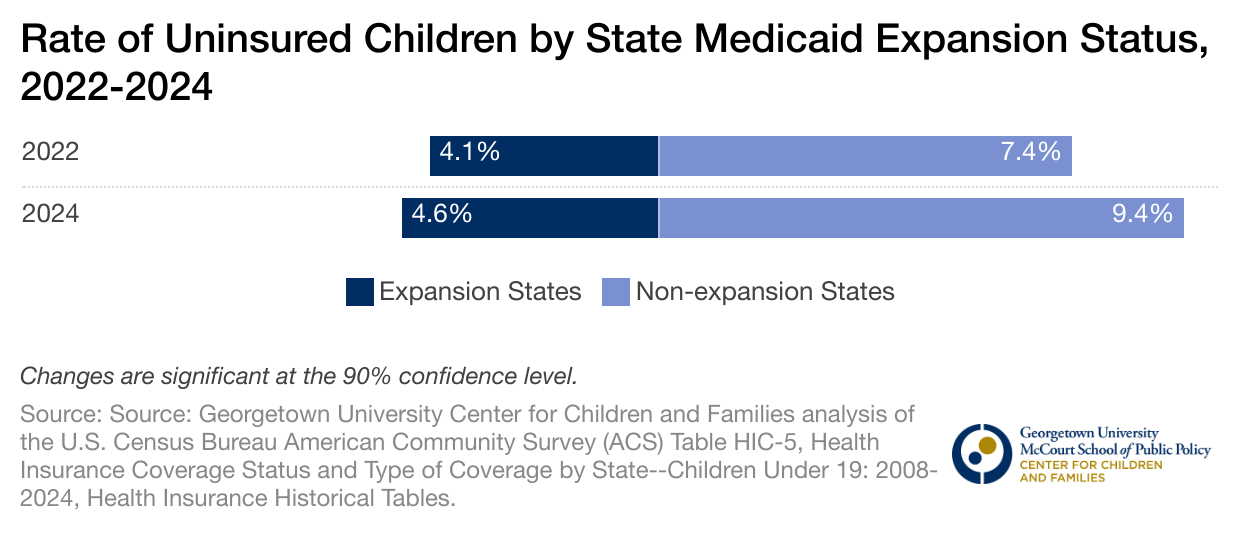 Rate of Uninsured Children by State Medicaid Expansion Status,
2022-2024
2022
4.1%
7.4%
2024
4.6%
9.4%
Expansion States
Non-expansion States
Changes are significant at the 90% confidence level.
Source: Source: Georgetown University Center for Children and Families analysis of
the U.S. Census Bureau American Community Survey (ACS) Table HIC-5, Health
Insurance Coverage Status and Type of Coverage by State--Children Under 19: 2008-
2024, Health Insurance Historical Tables.
Georgetown University
McCourt School of Public Policy
CENTER FOR CHILDREN
AND FAMILIES